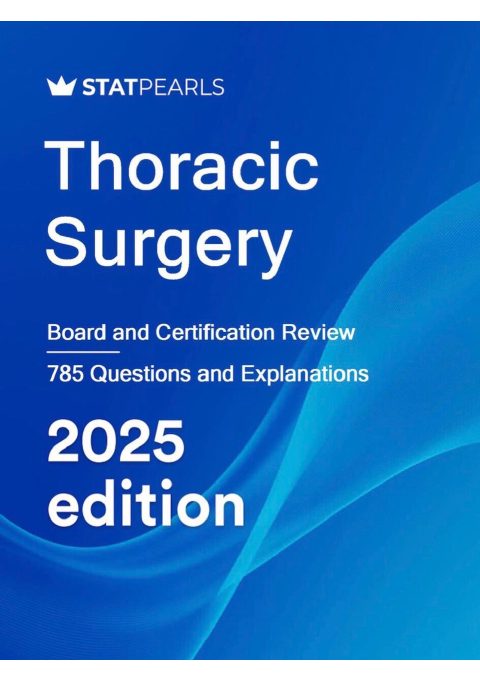 STATPEARLS
Thoracic
Surgery
Board and Certification Review
785 Questions and Explanations
2025
edition